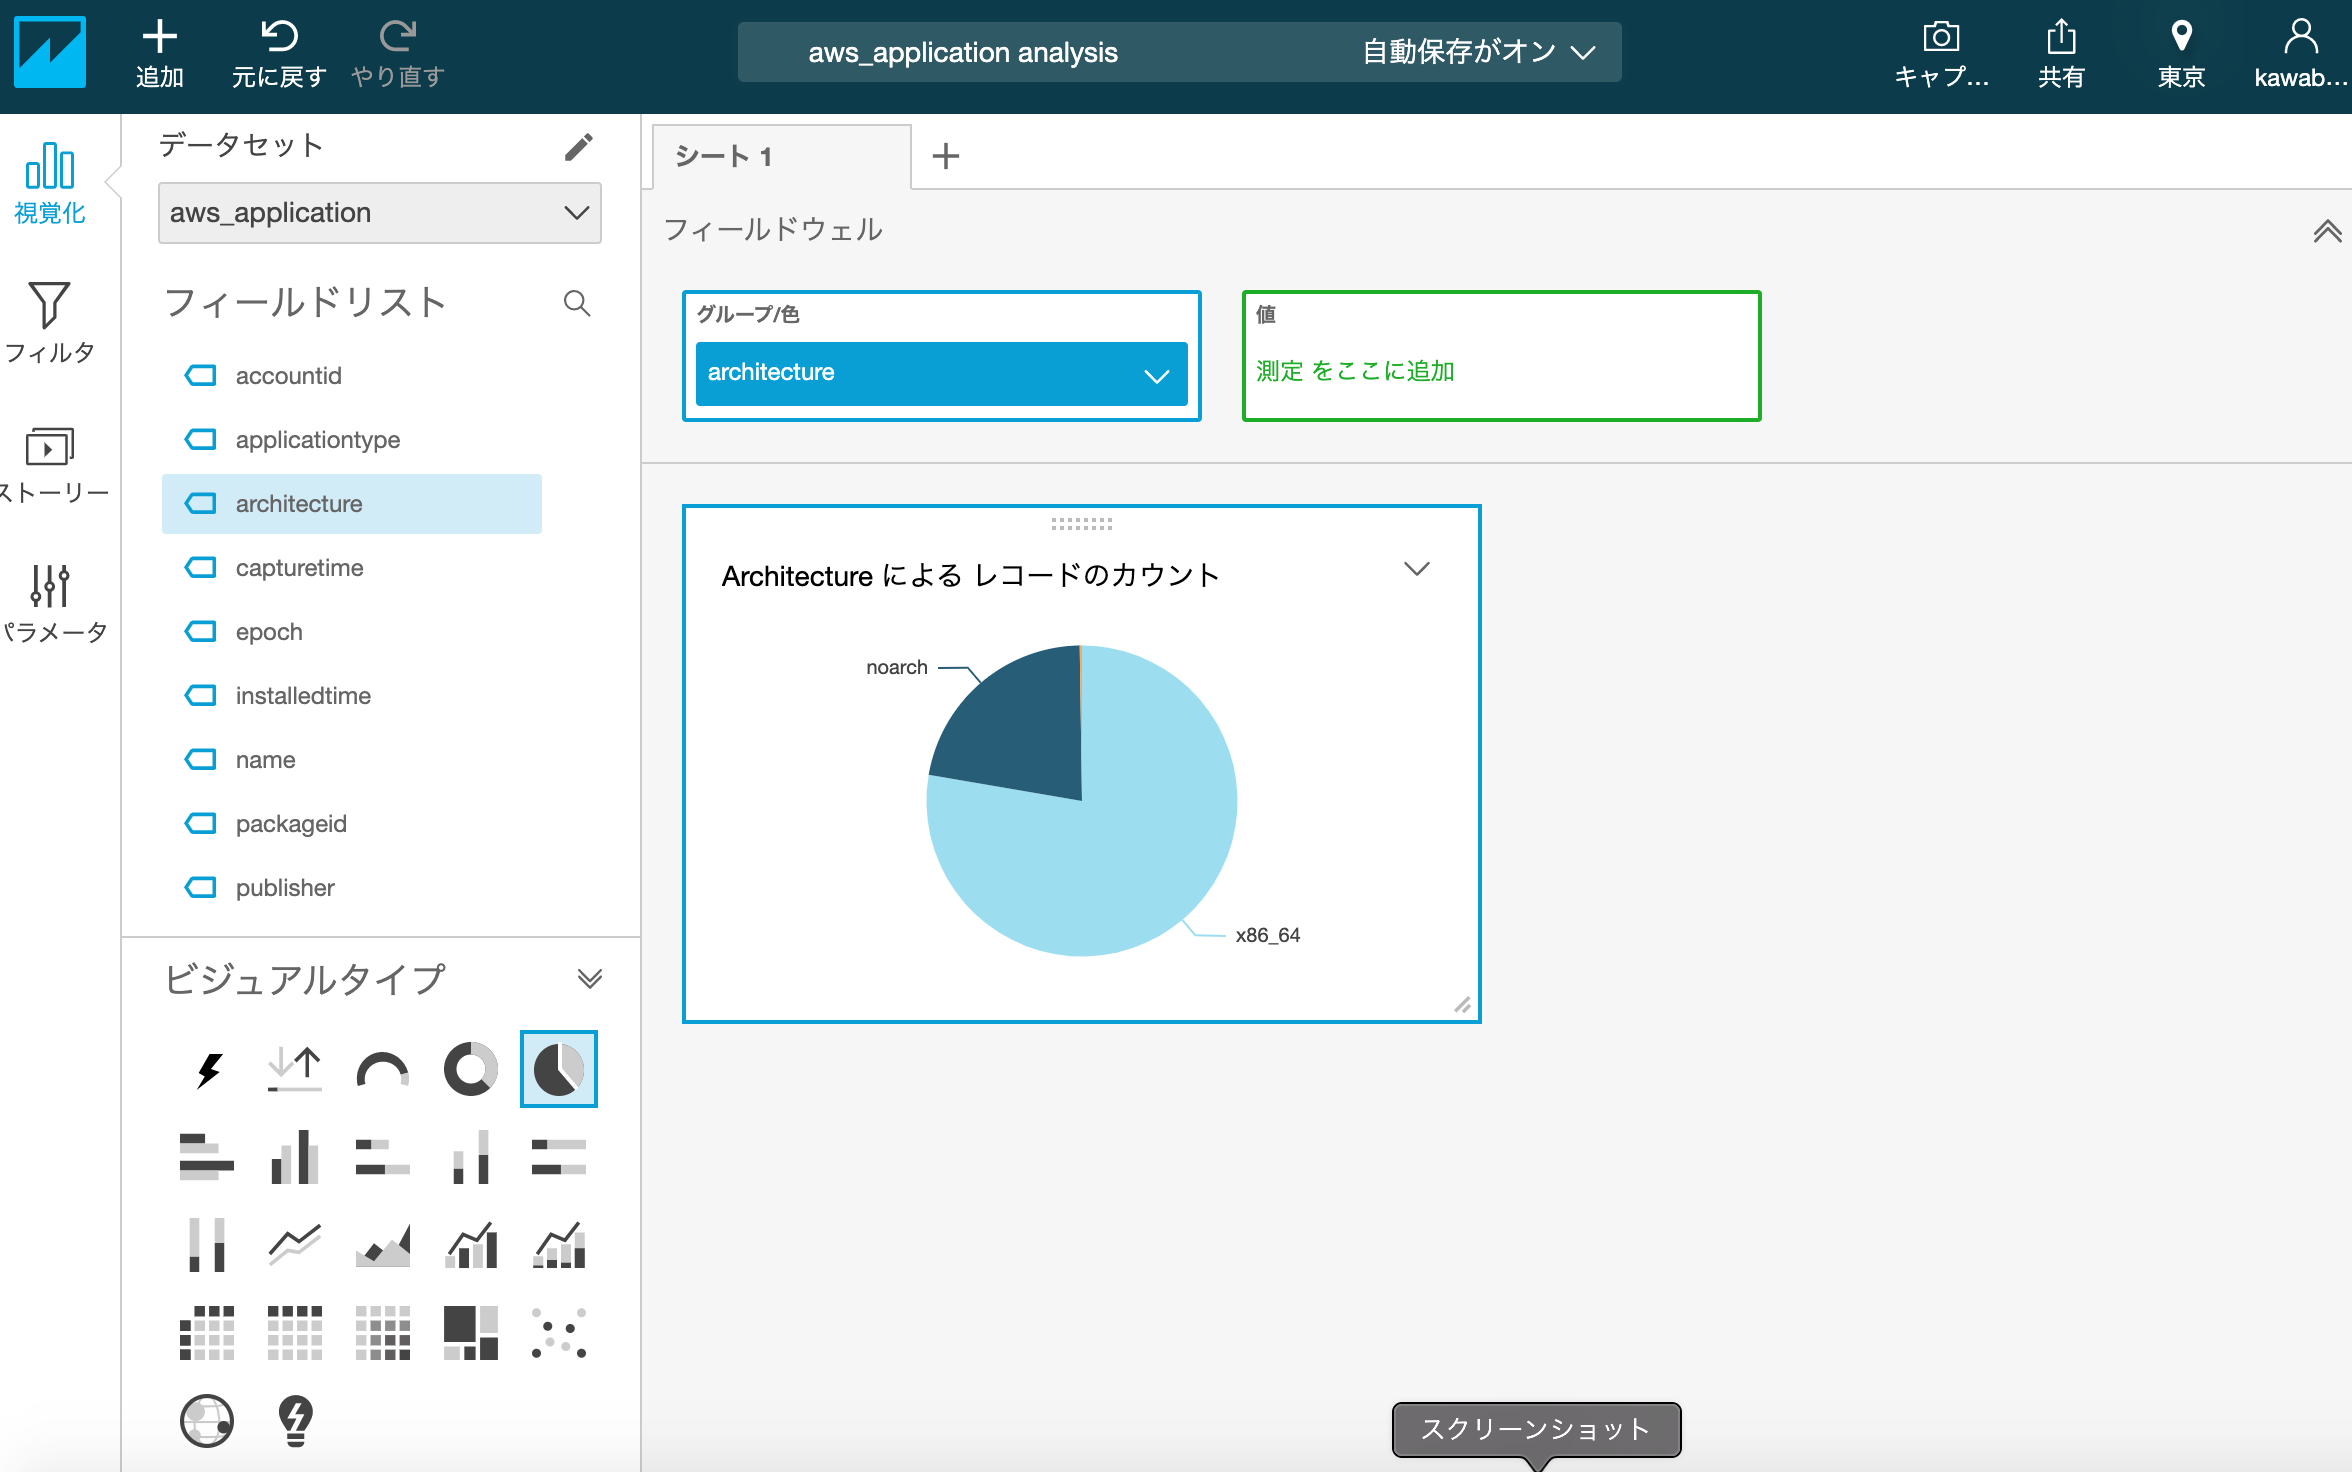 追加
元に戻す
やり直す
aws_application analysis
自動保存がオン
キャプ...
共有
東京
kawab...
視覚化
フィルタ
ストーリー
パラメータ
データセット
aws_application
フィールドリスト
accountid
applicationtype
architecture
capturetime
epoch
installedtime
name
packageid
publisher
ビジュアルタイプ
シート 1
フィールドウェル
グループ/色
architecture
値
測定 をここに追加
Architecture による レコードのカウント
noarch
x86_64
スクリーンショット